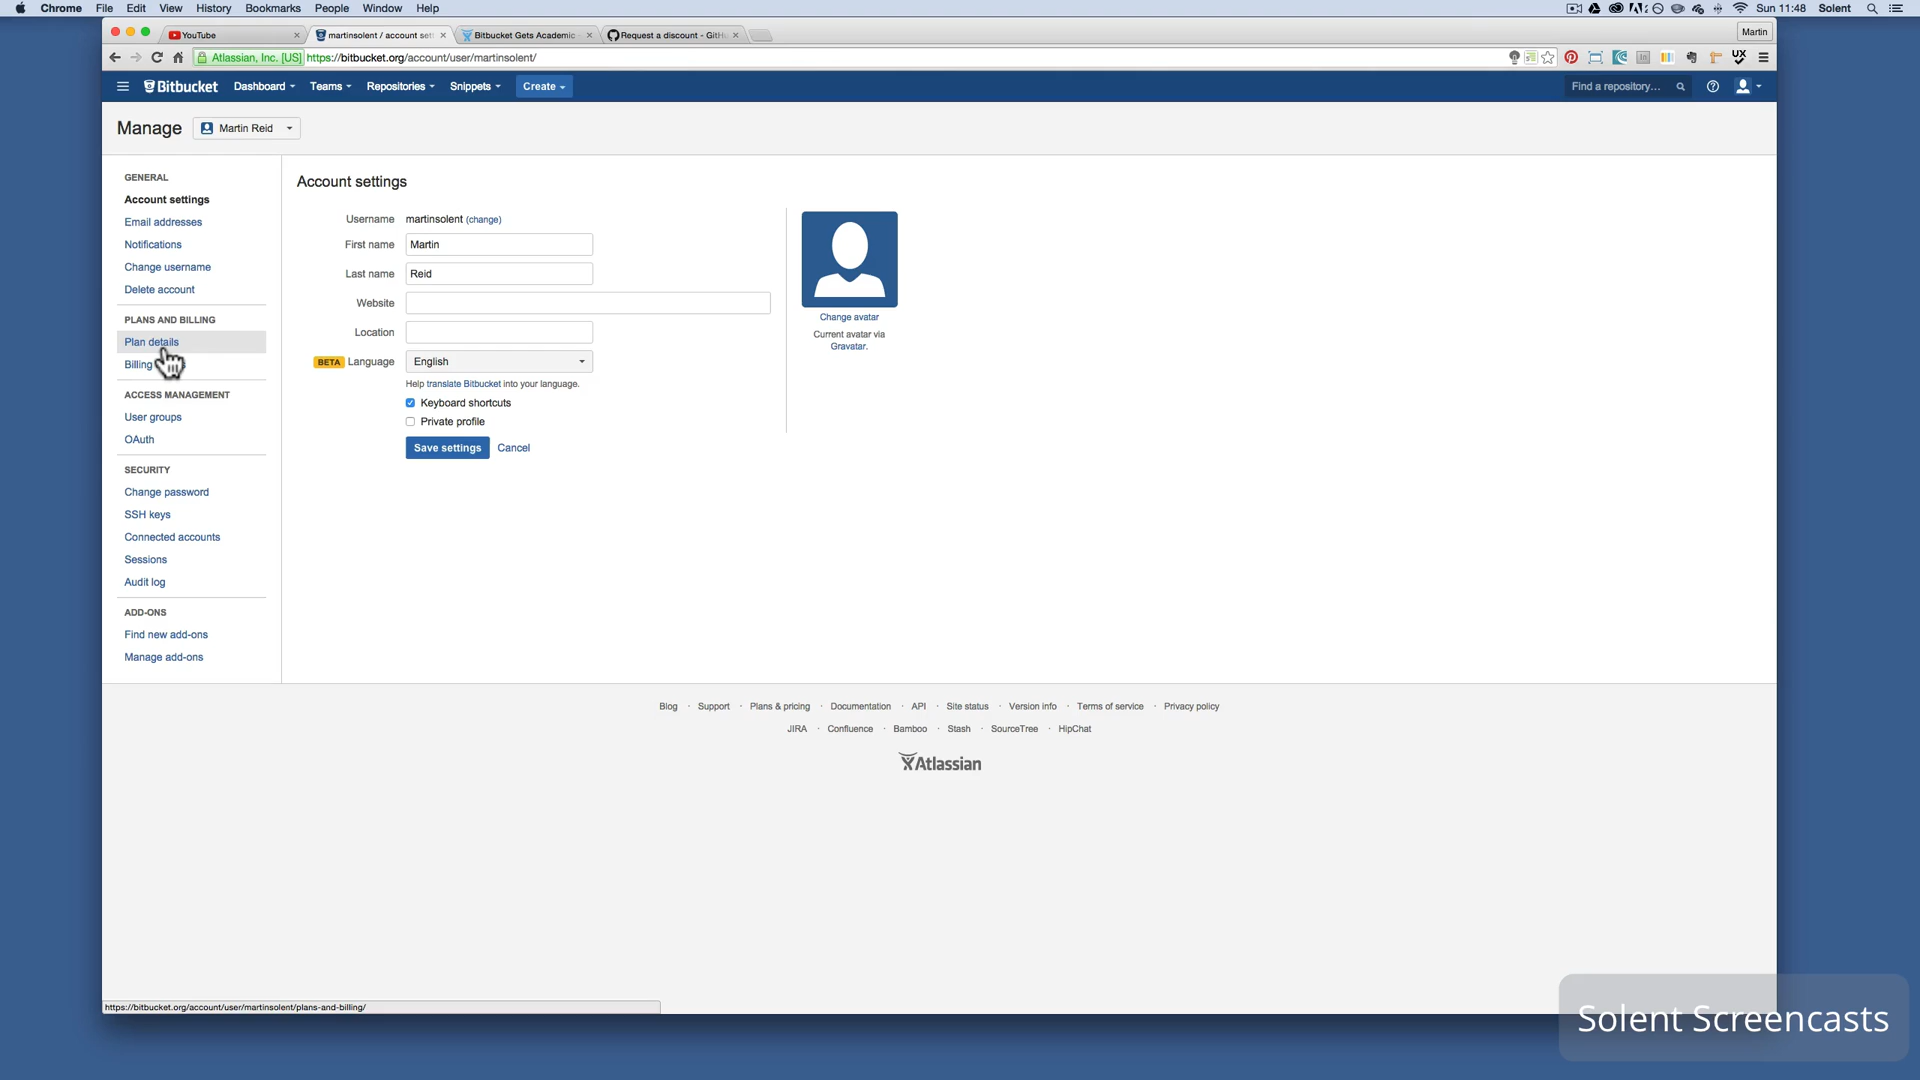 Chrome File Edit View History Bookmarks People Window Help Sun 11:48 Solent
YouTube martinsolent / account sett Bitbucket Gets Academic Request a discount - GitHu Martin
Atlassian, Inc. [US] https://bitbucket.org/account/user/martinsolent/
Bitbucket Dashboard Teams Repositories Snippets Create Find a repository...
Manage Martin Reid
GENERAL
Account settings
Email addresses
Notifications
Change username
Delete account
PLANS AND BILLING
Plan details
Billing
ACCESS MANAGEMENT
User groups
OAuth
SECURITY
Change password
SSH keys
Connected accounts
Sessions
Audit log
ADD-ONS
Find new add-ons
Manage add-ons
Account settings
Username martinsolent (change)
First name Martin
Last name Reid
Website
Location
BETA Language English
Help translate Bitbucket into your language.
Keyboard shortcuts
Private profile
Save settings Cancel
Change avatar
Current avatar via
Gravatar.
Blog · Support · Plans & pricing · Documentation · API · Site status · Version info · Terms of service · Privacy policy
JIRA · Confluence · Bamboo · Stash · SourceTree · HipChat
Atlassian
https://bitbucket.org/account/user/martinsolent/plans-and-billing/
Solent Screencasts